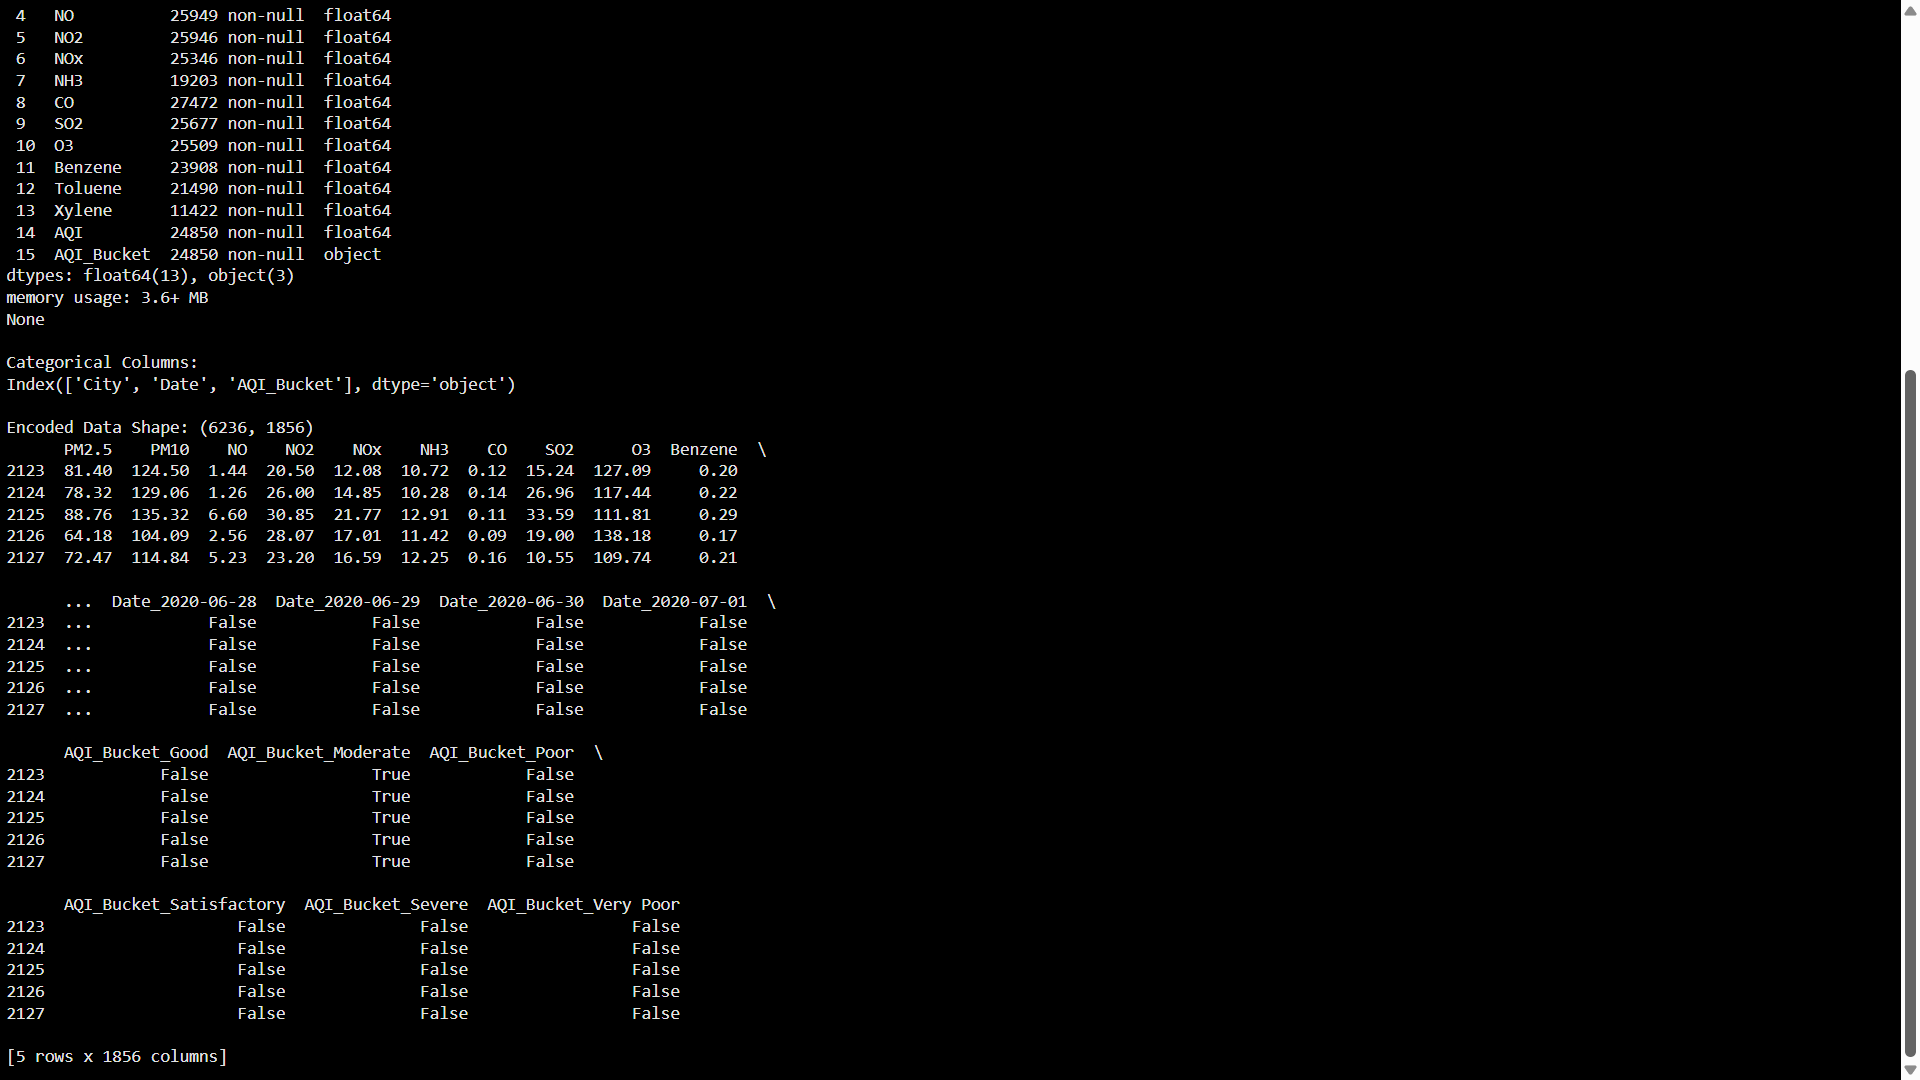 4   NO          25949 non-null  float64
5   NO2         25946 non-null  float64
6   NOx         25346 non-null  float64
7   NH3         19203 non-null  float64
8   CO          27472 non-null  float64
9   SO2         25677 non-null  float64
10  O3          25509 non-null  float64
11  Benzene     23908 non-null  float64
12  Toluene     21490 non-null  float64
13  Xylene      11422 non-null  float64
14  AQI         24850 non-null  float64
15  AQI_Bucket  24850 non-null  object
dtypes: float64(13), object(3)
memory usage: 3.6+ MB
None
Categorical Columns:
Index(['City', 'Date', 'AQI_Bucket'], dtype='object')
Encoded Data Shape: (6236, 1856)
      PM2.5    PM10    NO    NO2    NOx    NH3    CO    SO2      O3  Benzene  \
2123  81.40  124.50  1.44  20.50  12.08  10.72  0.12  15.24  127.09     0.20
2124  78.32  129.06  1.26  26.00  14.85  10.28  0.14  26.96  117.44     0.22
2125  88.76  135.32  6.60  30.85  21.77  12.91  0.11  33.59  111.81     0.29
2126  64.18  104.09  2.56  28.07  17.01  11.42  0.09  19.00  138.18     0.17
2127  72.47  114.84  5.23  23.20  16.59  12.25  0.16  10.55  109.74     0.21
      ...  Date_2020-06-28  Date_2020-06-29  Date_2020-06-30  Date_2020-07-01  \
2123  ...            False            False            False            False
2124  ...            False            False            False            False
2125  ...            False            False            False            False
2126  ...            False            False            False            False
2127  ...            False            False            False            False
      AQI_Bucket_Good  AQI_Bucket_Moderate  AQI_Bucket_Poor  \
2123            False                 True            False
2124            False                 True            False
2125            False                 True            False
2126            False                 True            False
2127            False                 True            False
      AQI_Bucket_Satisfactory  AQI_Bucket_Severe  AQI_Bucket_Very Poor
2123                    False              False                 False
2124                    False              False                 False
2125                    False              False                 False
2126                    False              False                 False
2127                    False              False                 False
[5 rows x 1856 columns]